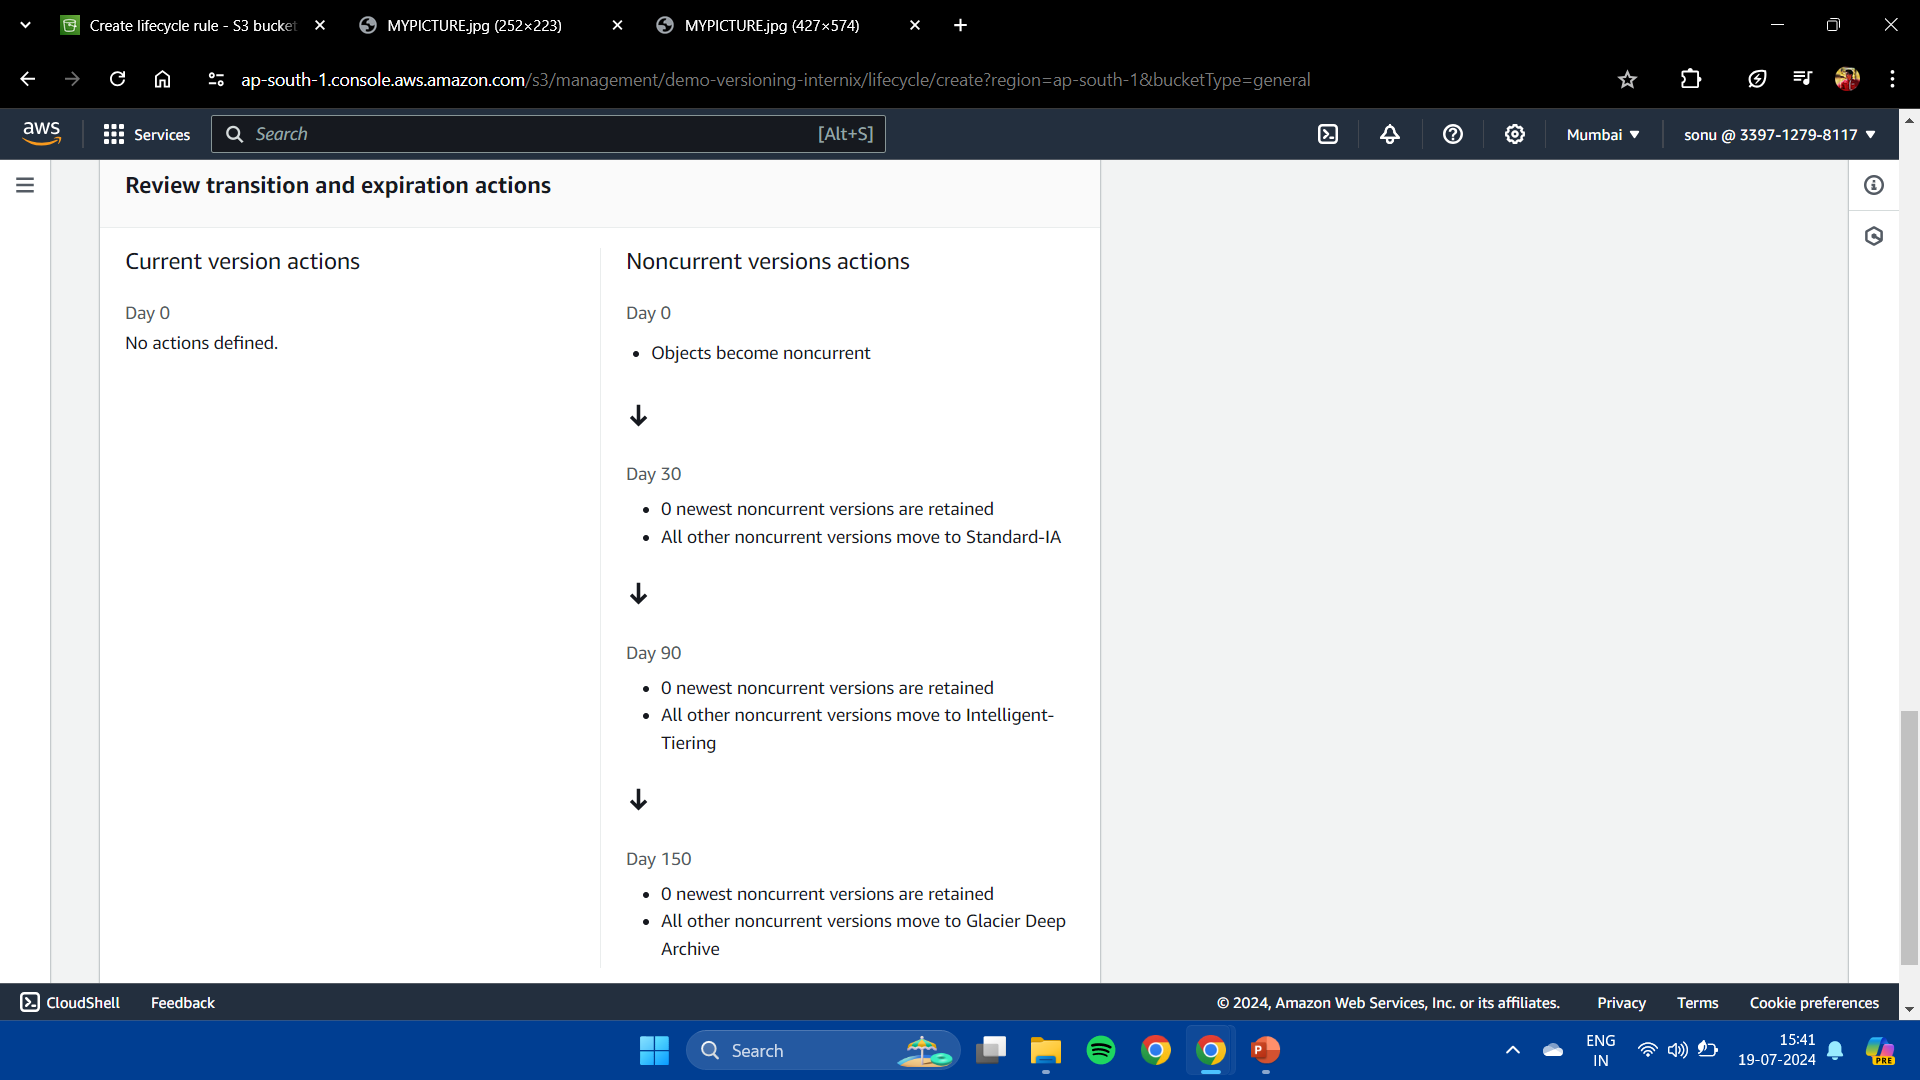 Create lifecycle rule - S3 bucket
MYPICTURE.jpg (252×223)
MYPICTURE.jpg (427×574)
ap-south-1.console.aws.amazon.com/s3/management/demo-versioning-internix/lifecycle/create?region=ap-south-1&bucketType=general
aws
Services
Search
[Alt+S]
Mumbai
sonu @ 3397-1279-8117
Review transition and expiration actions
Current version actions
Day 0
No actions defined.
Noncurrent versions actions
Day 0
Objects become noncurrent
Day 30
0 newest noncurrent versions are retained
All other noncurrent versions move to Standard-IA
Day 90
0 newest noncurrent versions are retained
All other noncurrent versions move to Intelligent-
Tiering
Day 150
0 newest noncurrent versions are retained
All other noncurrent versions move to Glacier Deep
Archive
CloudShell
Feedback
© 2024, Amazon Web Services, Inc. or its affiliates.
Privacy
Terms
Cookie preferences
Search
ENG
IN
15:41
19-07-2024
PRE